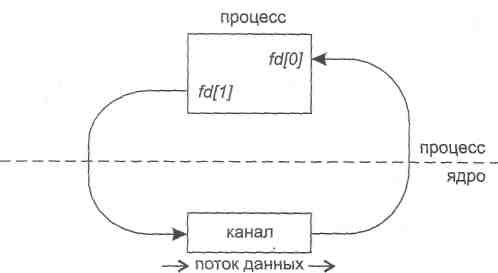 процесс
fd[0]
fd[1]
процесс
ядро
канал
поток данных